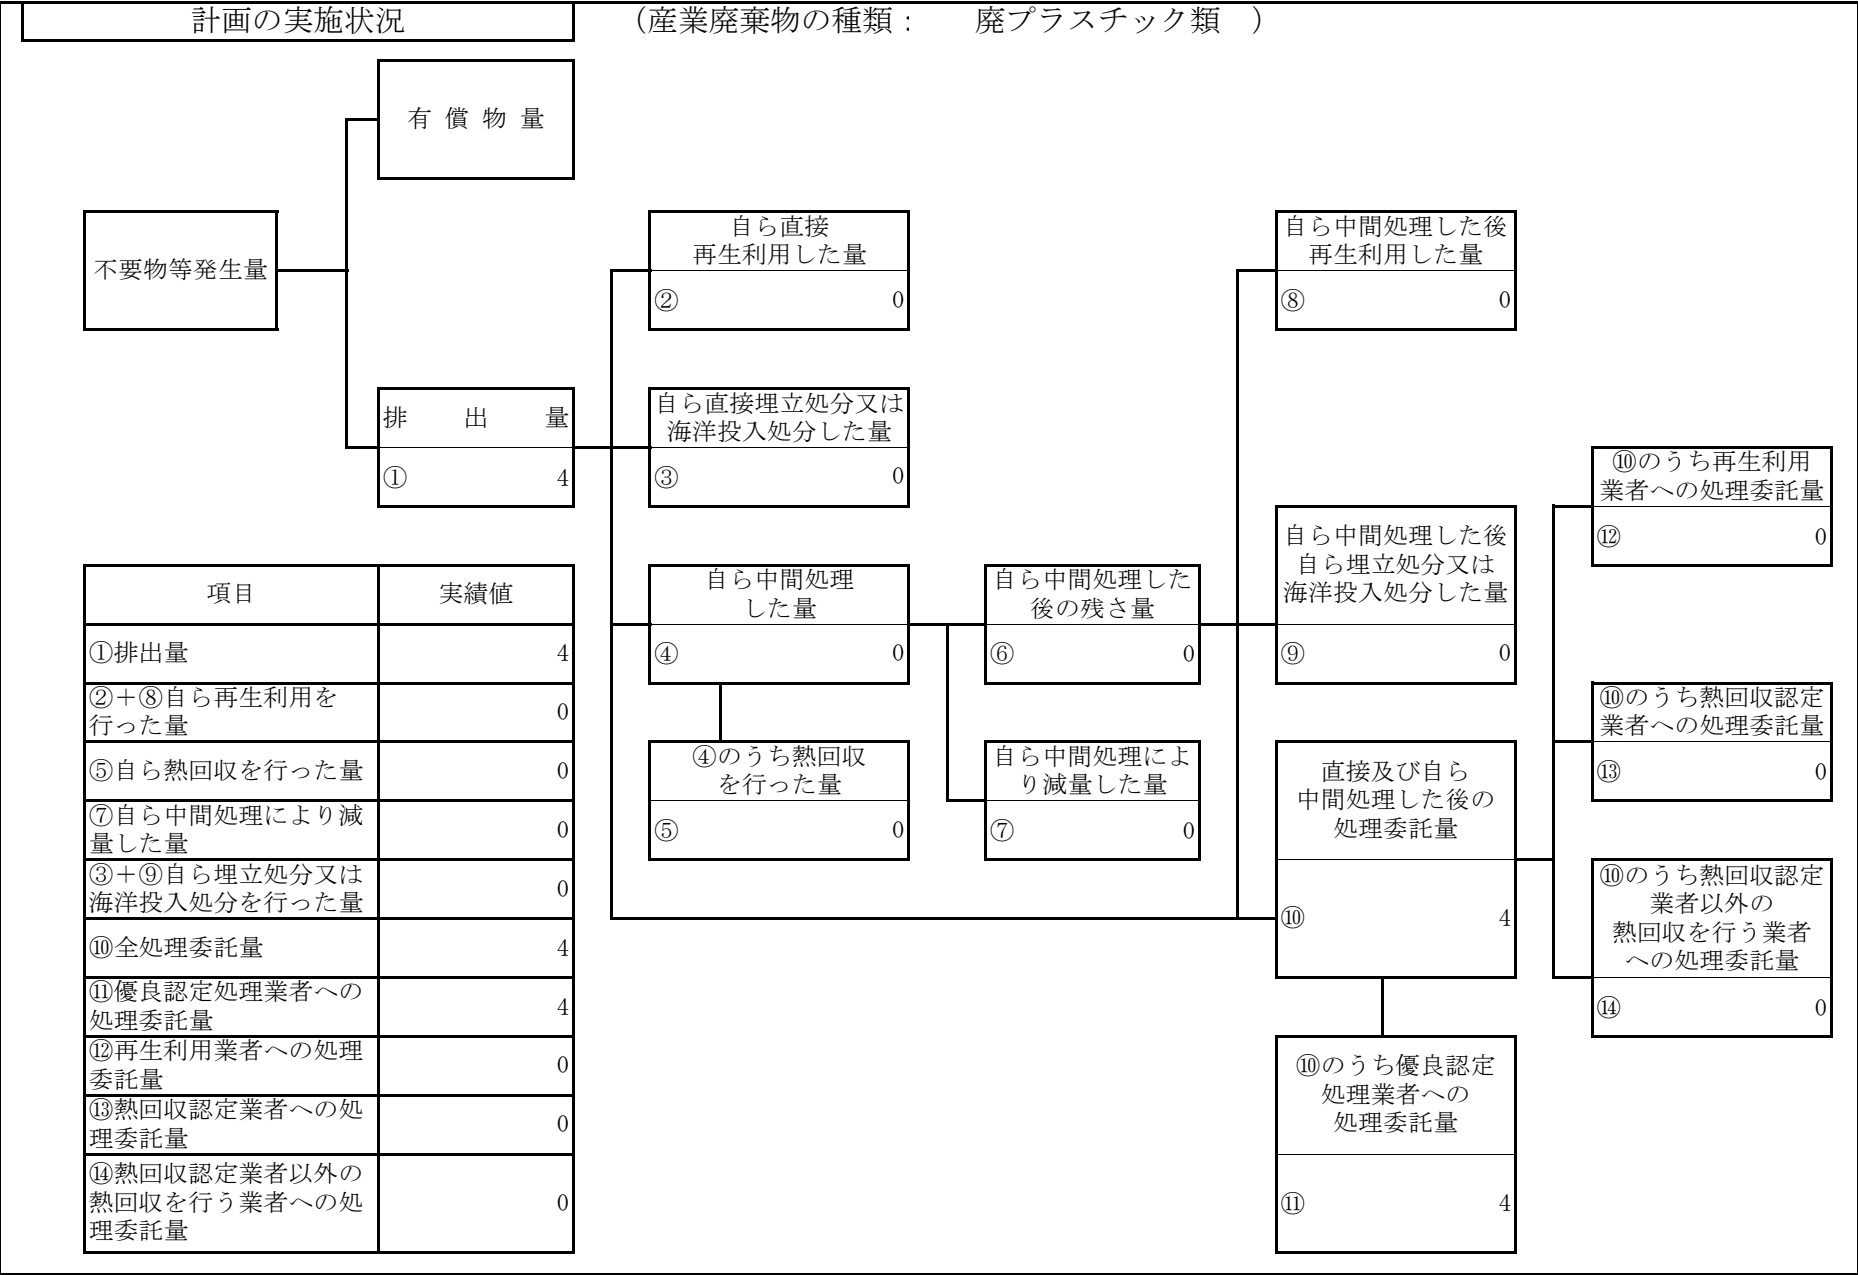 計画の実施状況
（産業廃棄物の種類： 廃プラスチック類 ）
有 償 物 量
不要物等発生量
自ら直接
再生利用した量
② 0
自ら中間処理した後
再生利用した量
⑧ 0
排 出 量
① 4
自ら直接埋立処分又は
海洋投入処分した量
③ 0
⑩のうち再生利用
業者への処理委託量
⑫ 0
自ら中間処理した後
自ら埋立処分又は
海洋投入処分した量
⑨ 0
自ら中間処理
した量
④ 0
自ら中間処理した
後の残さ量
⑥ 0
⑩のうち熱回収認定
業者への処理委託量
⑬ 0
④のうち熱回収
を行った量
⑤ 0
自ら中間処理によ
り減量した量
⑦ 0
直接及び自ら
中間処理した後の
処理委託量
⑩ 4
⑩のうち熱回収認定
業者以外の
熱回収を行う業者
への処理委託量
⑭ 0
⑩のうち優良認定
処理業者への
処理委託量
⑪ 4
項目 実績値
①排出量 4
②＋⑧自ら再生利用を
行った量 0
⑤自ら熱回収を行った量 0
⑦自ら中間処理により減
量した量 0
③＋⑨自ら埋立処分又は
海洋投入処分を行った量 0
⑩全処理委託量 4
⑪優良認定処理業者への
処理委託量 4
⑫再生利用業者への処理
委託量 0
⑬熱回収認定業者への処
理委託量 0
⑭熱回収認定業者以外の
熱回収を行う業者への処
理委託量 0